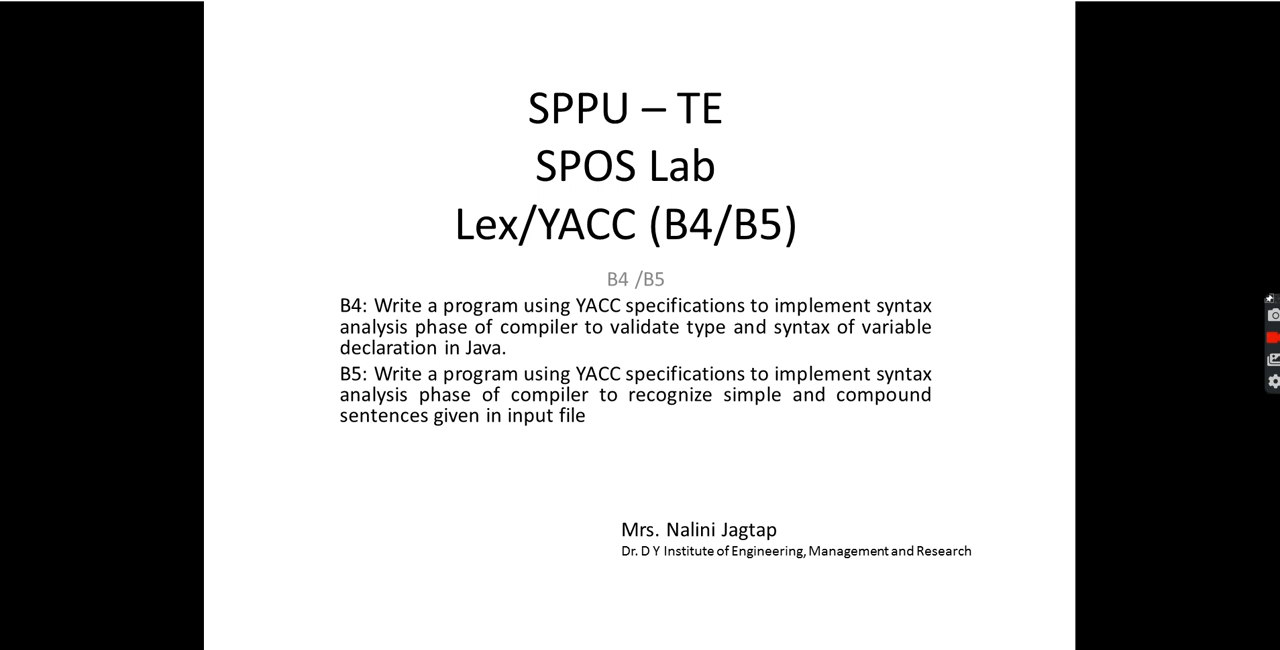 SPPU – TE
SPOS Lab
Lex/YACC (B4/B5)
B4 /B5
B4: Write a program using YACC specifications to implement syntax
analysis phase of compiler to validate type and syntax of variable
declaration in Java.
B5: Write a program using YACC specifications to implement syntax
analysis phase of compiler to recognize simple and compound
sentences given in input file
Mrs. Nalini Jagtap
Dr. D Y Institute of Engineering, Management and Research